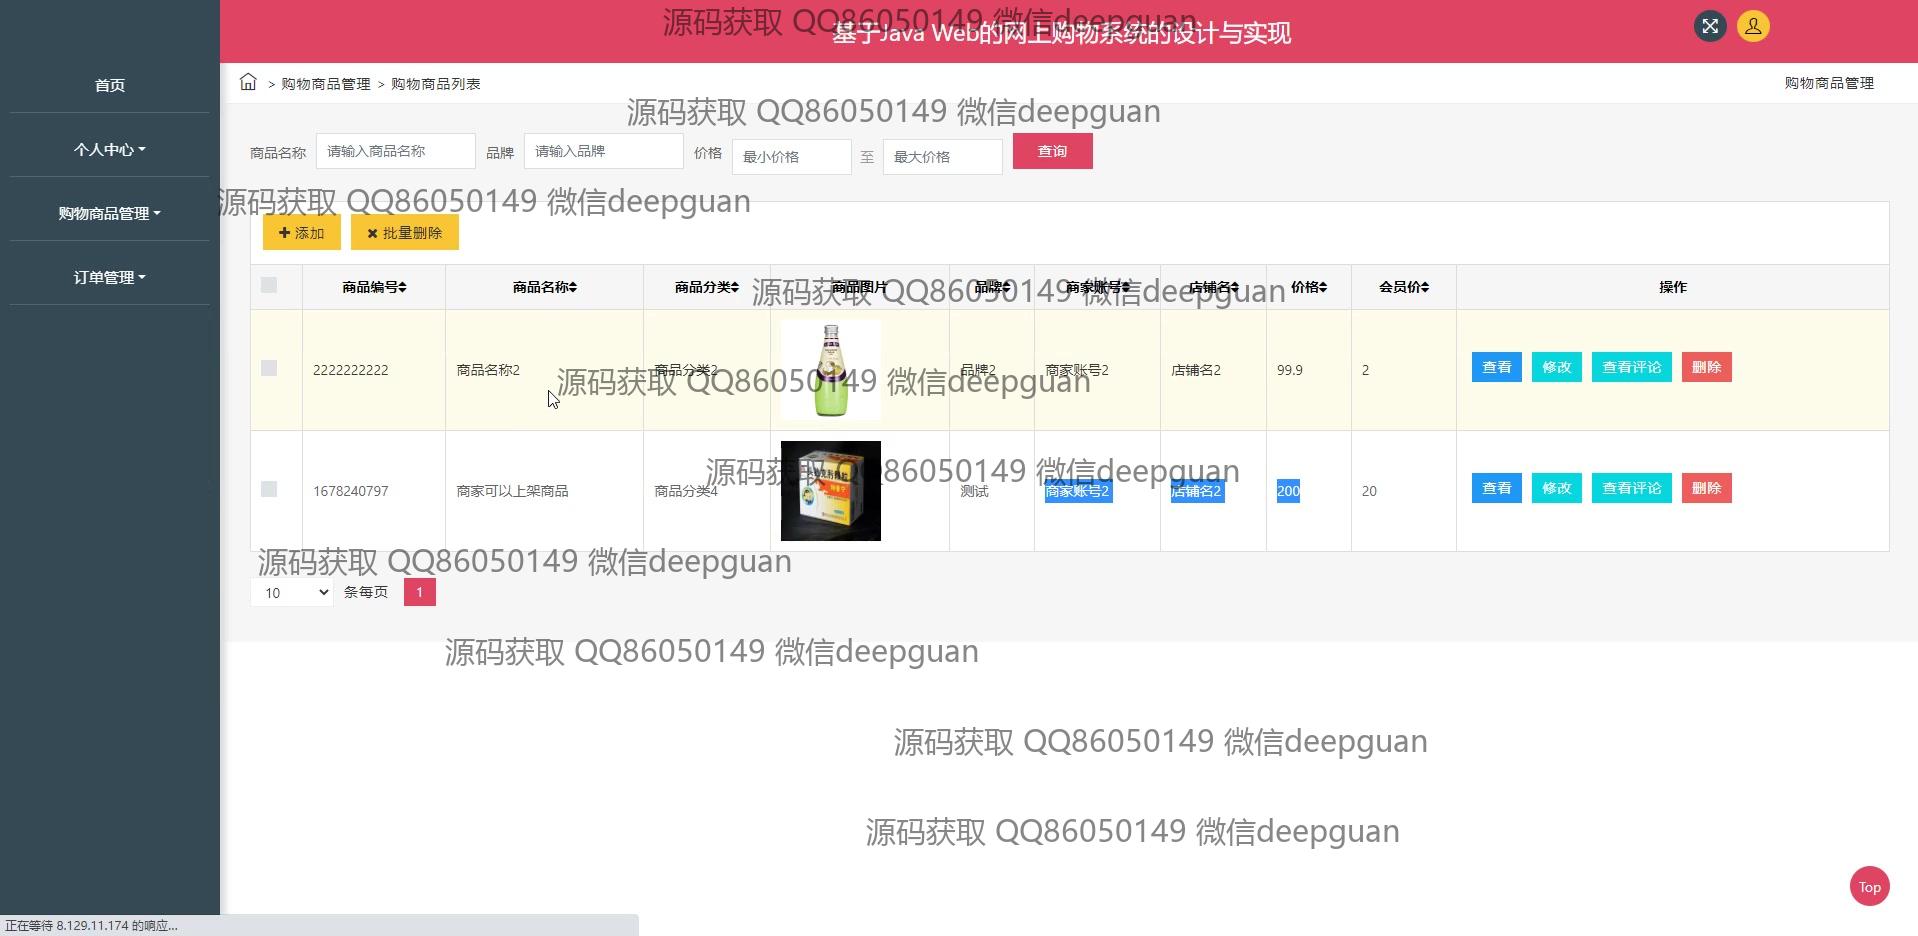 源码获取 QQ86050149 微信deepguan
基于Java Web的网上购物系统的设计与实现
首页
个人中心
购物商品管理
订单管理
> 购物商品管理 > 购物商品列表
购物商品管理
源码获取 QQ86050149 微信deepguan
商品名称 请输入商品名称 品牌 请输入品牌 价格 最小价格 至 最大价格 查询
源码获取 QQ86050149 微信deepguan
添加 批量删除
商品编号 商品名称 商品分类 商品图片 品牌 商家账号 店铺名 价格 会员价 操作
源码获取 QQ86050149 微信deepguan
2222222222 商品名称2 商品分类2 品牌2 商家账号2 店铺名2 99.9 2 查看 修改 查看评论 删除
源码获取 QQ86050149 微信deepguan
源码获取 QQ86050149 微信deepguan
1678240797 商家可以上架商品 商品分类4 测试 商家账号2 店铺名2 200 20 查看 修改 查看评论 删除
源码获取 QQ86050149 微信deepguan
10 条每页 1
源码获取 QQ86050149 微信deepguan
源码获取 QQ86050149 微信deepguan
源码获取 QQ86050149 微信deepguan
Top
正在等待 8.129.11.174 的响应...